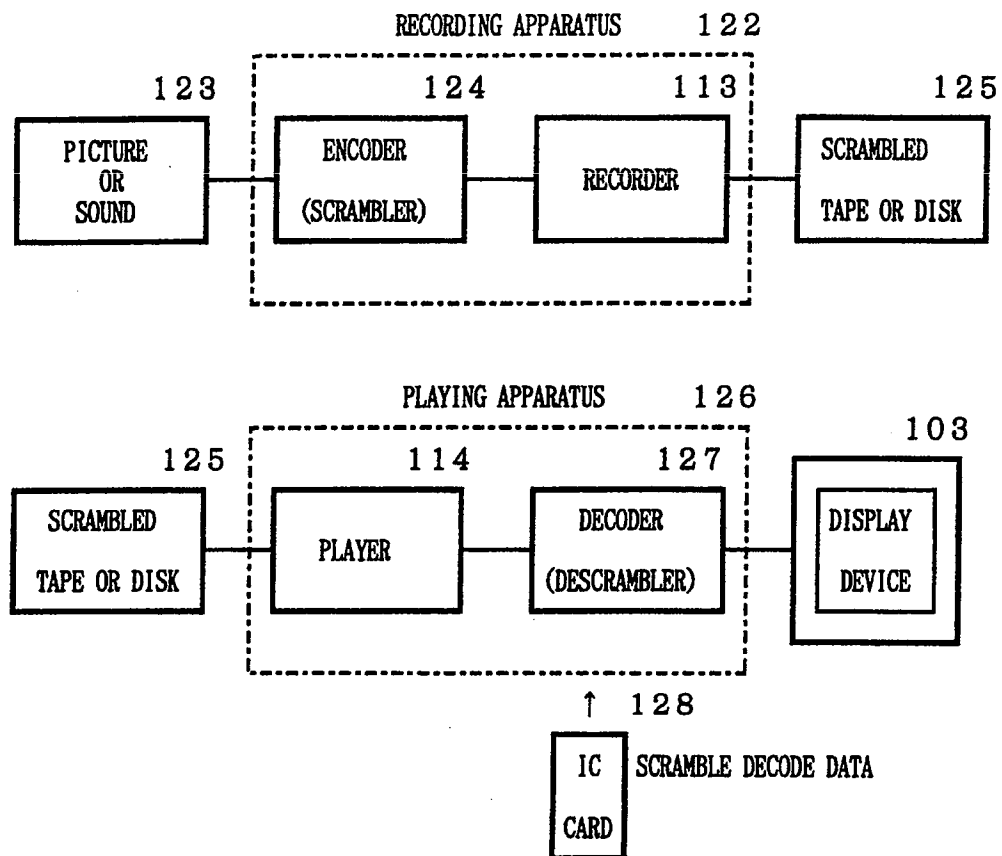 RECORDING APPARATUS 122
123 124 113 125
PICTURE
OR
SOUND
ENCODER
(SCRAMBLER)
RECORDER
SCRAMBLED
TAPE OR DISK
PLAYING APPARATUS 126
125 114 127 103
SCRAMBLED
TAPE OR DISK
PLAYER
DECODER
(DESCRAMBLER)
DISPLAY
DEVICE
↑ 128
IC
CARD
SCRAMBLE DECODE DATA